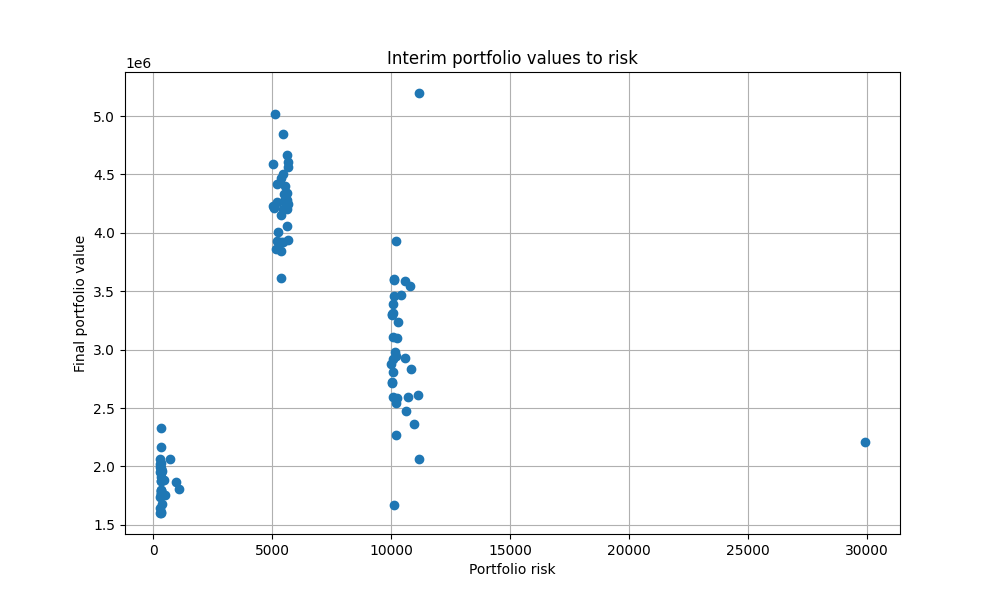 Interim portfolio values to risk
1e6
5.0
4.5
4.0
3.5
3.0
2.5
2.0
1.5
Final portfolio value
0 5000 10000 15000 20000 25000 30000
Portfolio risk